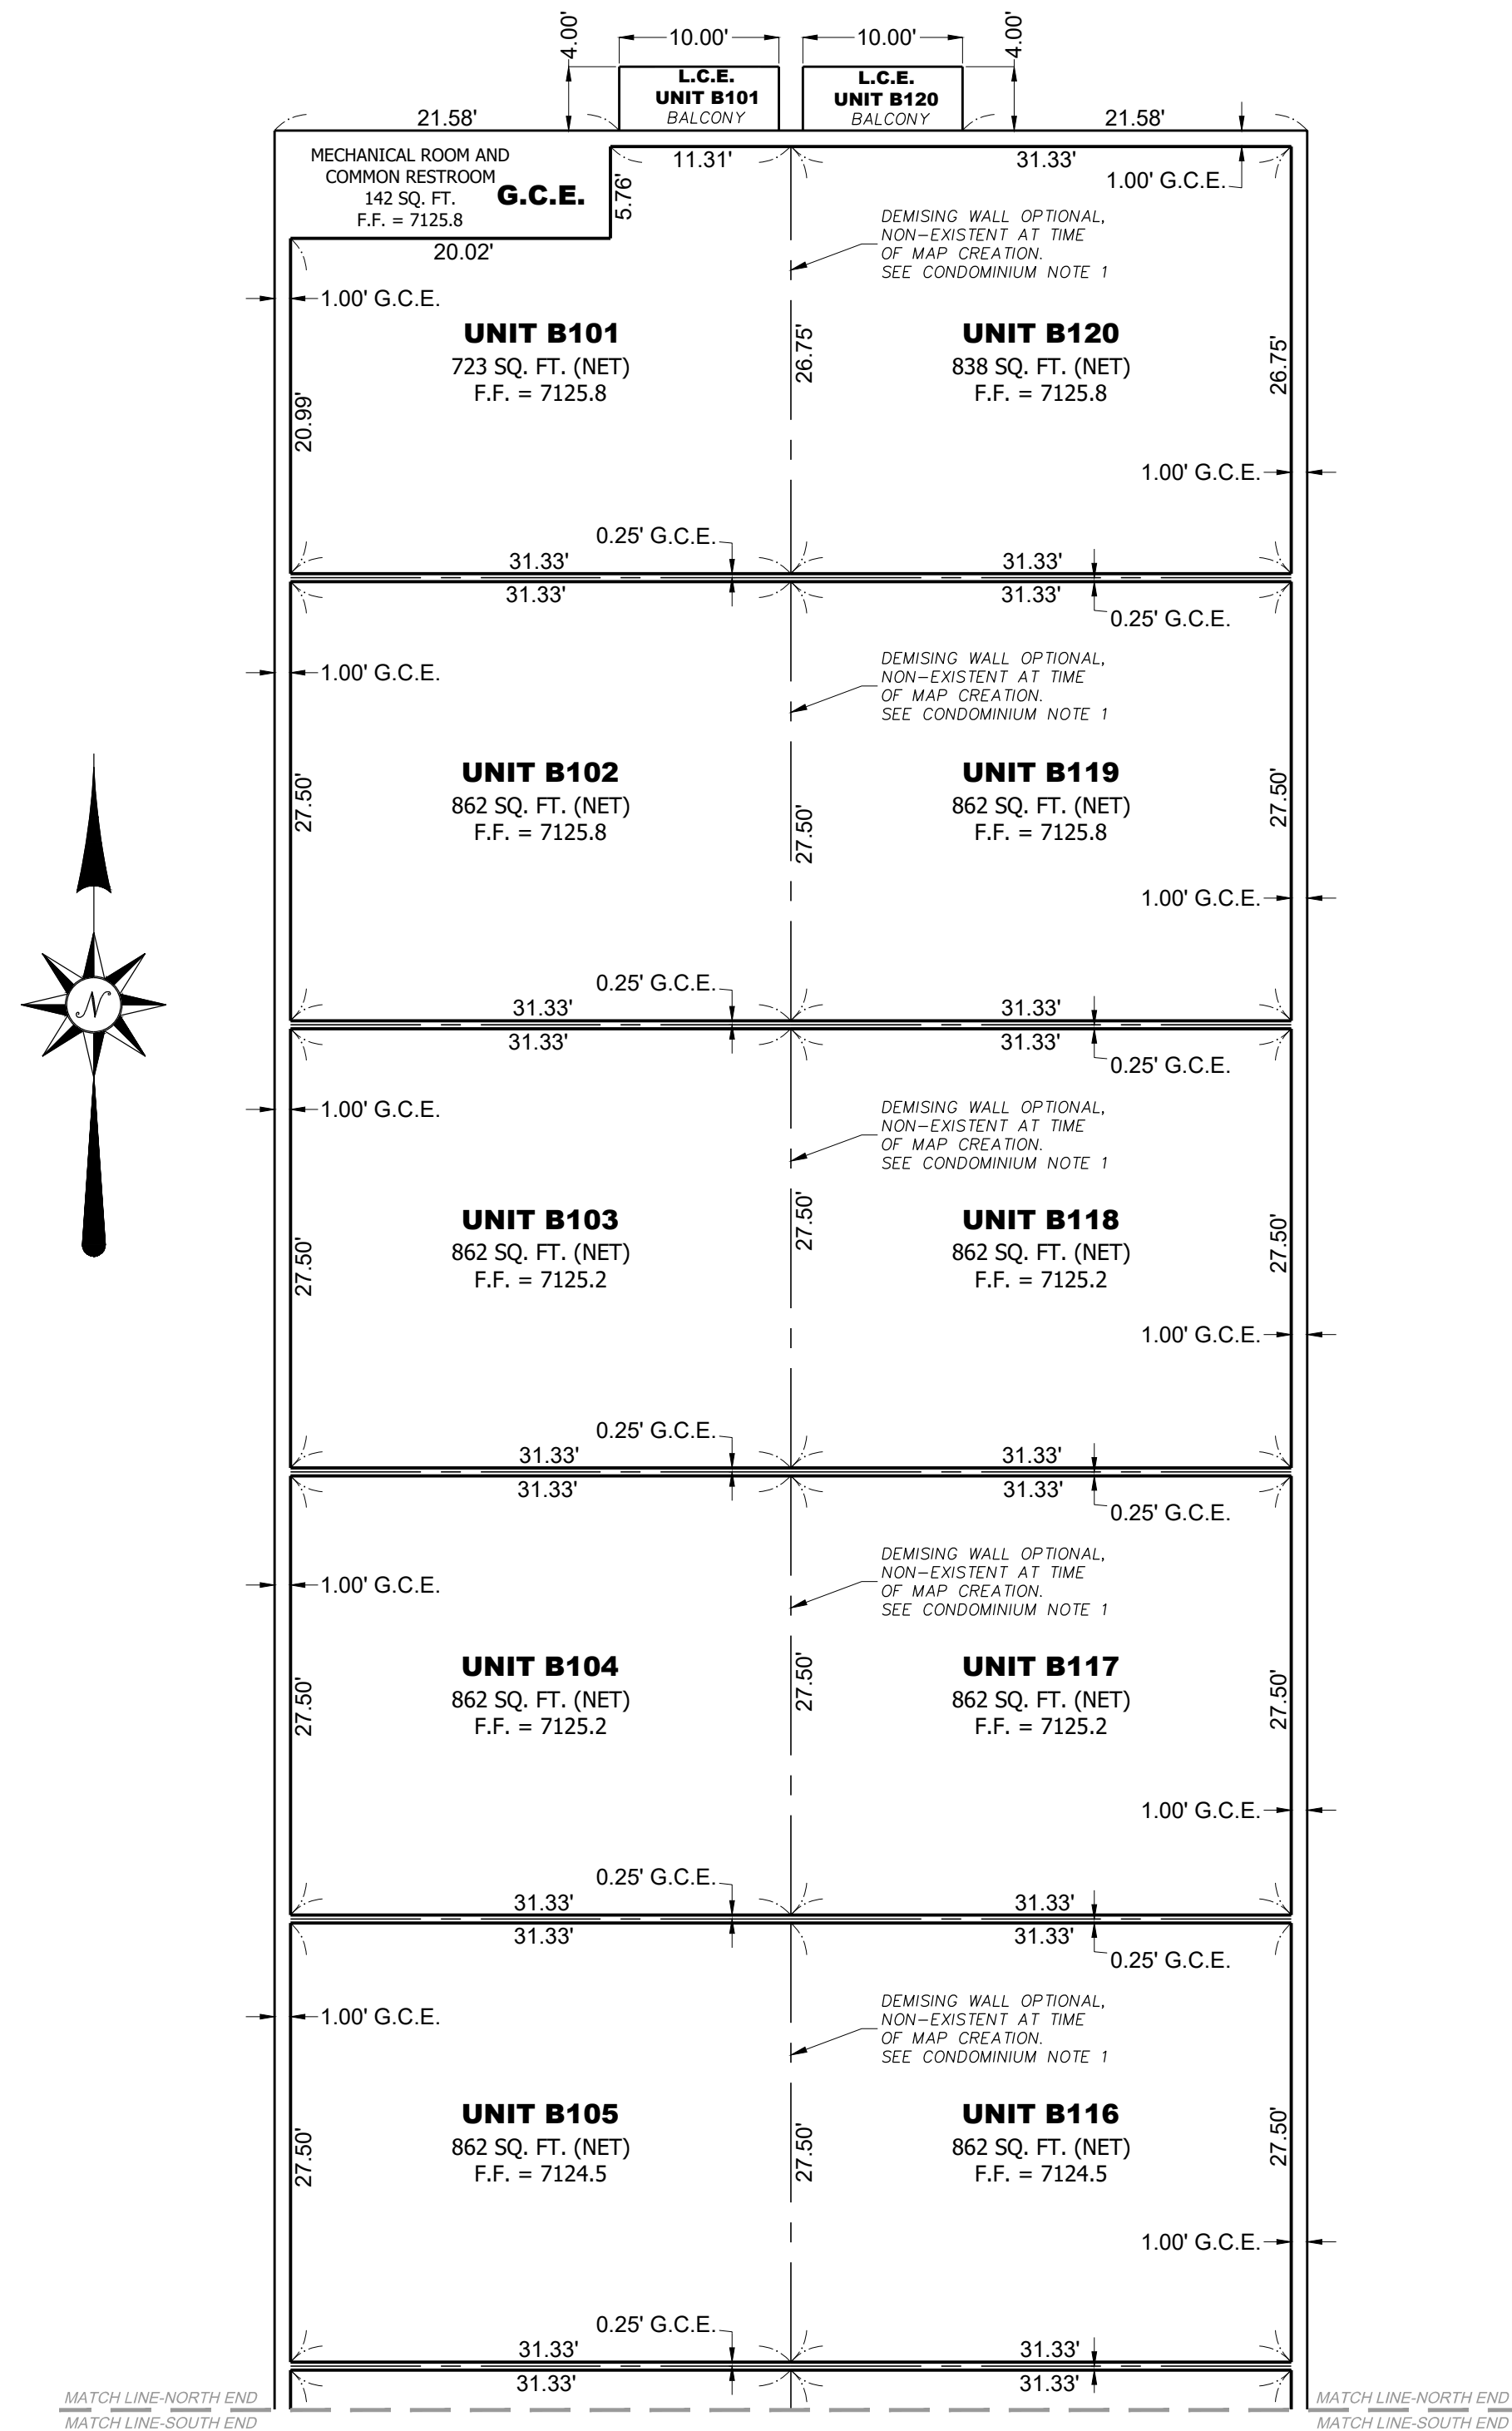 4.00'
10.00'
10.00'
4.00'
L.C.E.
UNIT B101
BALCONY
L.C.E.
UNIT B120
BALCONY
21.58'
21.58'
MECHANICAL ROOM AND
COMMON RESTROOM
142 SQ. FT.
F.F. = 7125.8
G.C.E.
11.31'
5.76'
31.33'
1.00' G.C.E.
20.02'
DEMISING WALL OPTIONAL,
NON-EXISTENT AT TIME
OF MAP CREATION.
SEE CONDOMINIUM NOTE 1
1.00' G.C.E.
UNIT B101
723 SQ. FT. (NET)
F.F. = 7125.8
26.75'
UNIT B120
838 SQ. FT. (NET)
F.F. = 7125.8
26.75'
20.99'
1.00' G.C.E.
0.25' G.C.E.
31.33'
31.33'
31.33'
31.33'
0.25' G.C.E.
1.00' G.C.E.
DEMISING WALL OPTIONAL,
NON-EXISTENT AT TIME
OF MAP CREATION.
SEE CONDOMINIUM NOTE 1
27.50'
UNIT B102
862 SQ. FT. (NET)
F.F. = 7125.8
27.50'
UNIT B119
862 SQ. FT. (NET)
F.F. = 7125.8
27.50'
1.00' G.C.E.
0.25' G.C.E.
31.33'
31.33'
31.33'
31.33'
0.25' G.C.E.
1.00' G.C.E.
DEMISING WALL OPTIONAL,
NON-EXISTENT AT TIME
OF MAP CREATION.
SEE CONDOMINIUM NOTE 1
N
27.50'
UNIT B103
862 SQ. FT. (NET)
F.F. = 7125.2
27.50'
UNIT B118
862 SQ. FT. (NET)
F.F. = 7125.2
27.50'
1.00' G.C.E.
0.25' G.C.E.
31.33'
31.33'
31.33'
31.33'
0.25' G.C.E.
1.00' G.C.E.
DEMISING WALL OPTIONAL,
NON-EXISTENT AT TIME
OF MAP CREATION.
SEE CONDOMINIUM NOTE 1
27.50'
UNIT B104
862 SQ. FT. (NET)
F.F. = 7125.2
27.50'
UNIT B117
862 SQ. FT. (NET)
F.F. = 7125.2
27.50'
1.00' G.C.E.
0.25' G.C.E.
31.33'
31.33'
31.33'
31.33'
0.25' G.C.E.
1.00' G.C.E.
DEMISING WALL OPTIONAL,
NON-EXISTENT AT TIME
OF MAP CREATION.
SEE CONDOMINIUM NOTE 1
27.50'
UNIT B105
862 SQ. FT. (NET)
F.F. = 7124.5
27.50'
UNIT B116
862 SQ. FT. (NET)
F.F. = 7124.5
27.50'
1.00' G.C.E.
0.25' G.C.E.
31.33'
31.33'
31.33'
31.33'
MATCH LINE-NORTH END
MATCH LINE-SOUTH END
MATCH LINE-NORTH END
MATCH LINE-SOUTH END